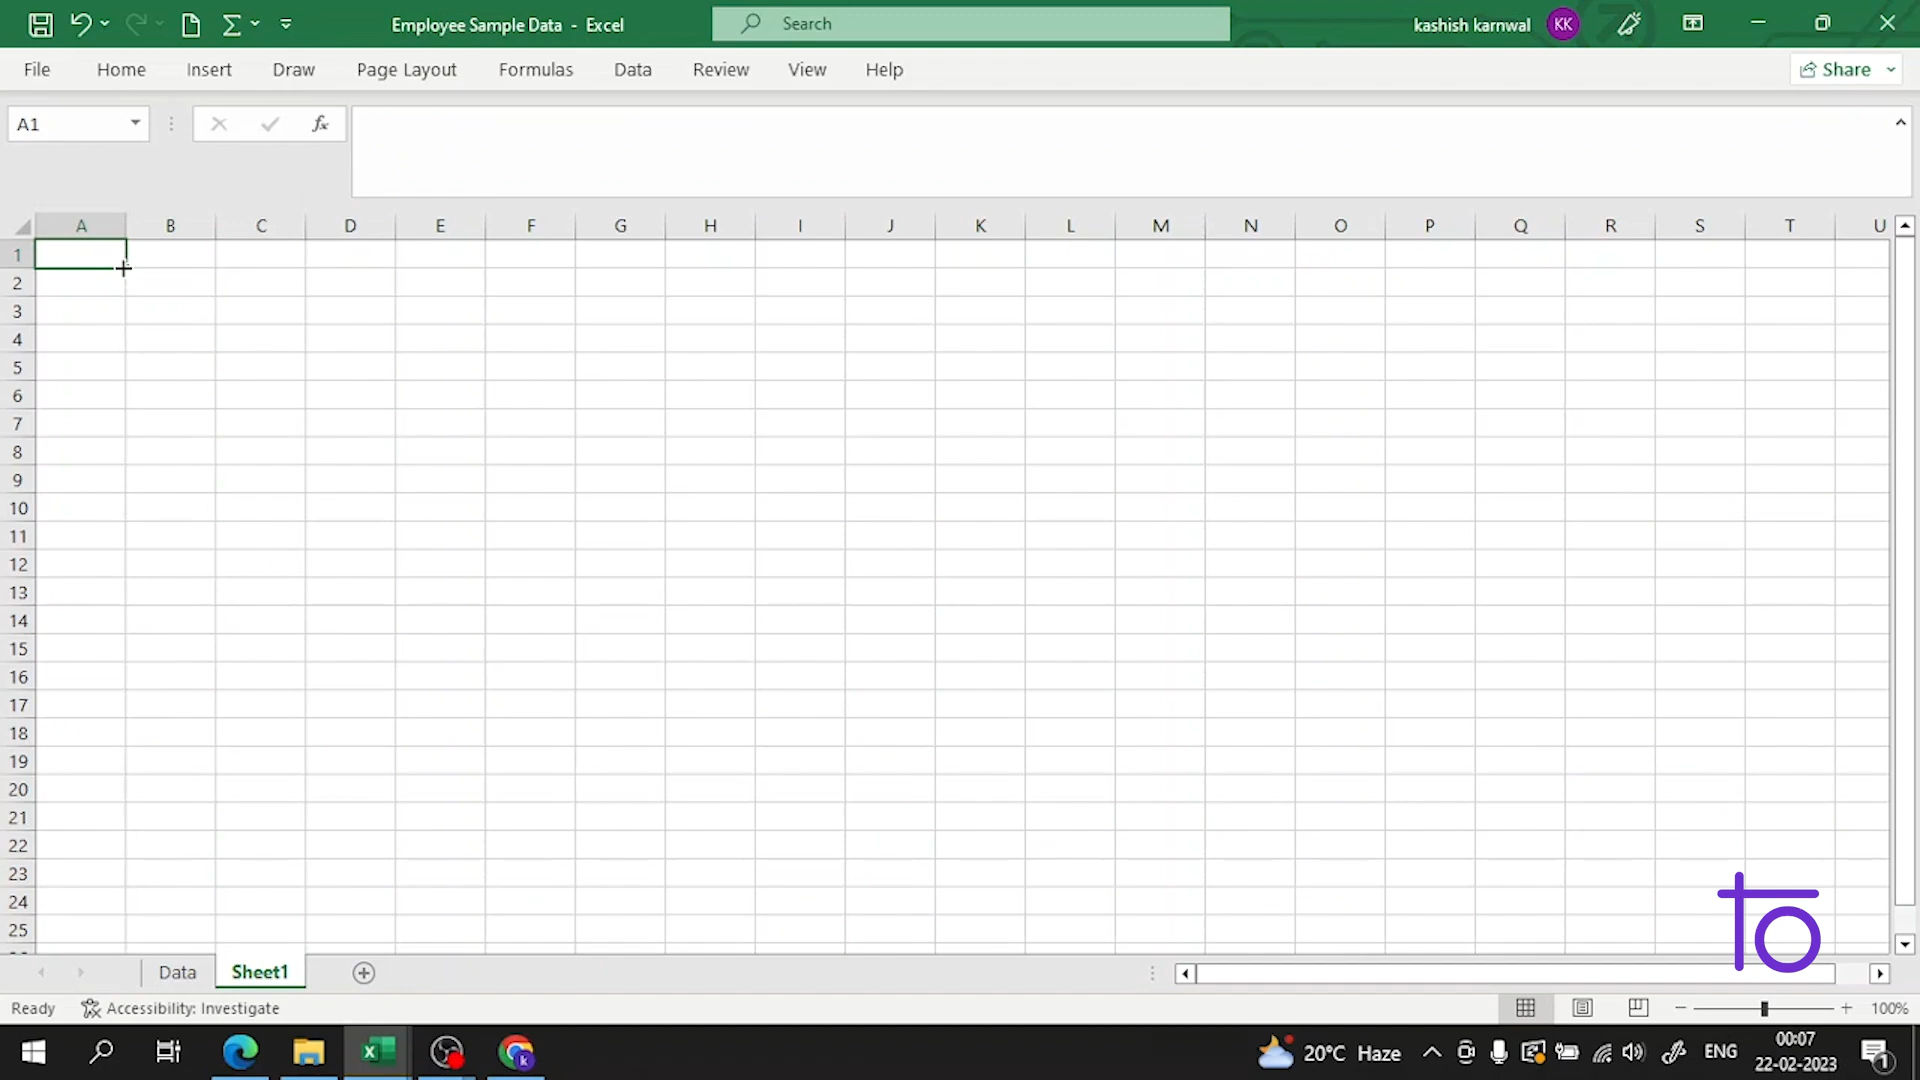 Employee Sample Data - Excel
Search
kashish karnwal
KK
File Home Insert Draw Page Layout Formulas Data Review View Help
Share
A1
fx
A B C D E F G H I J K L M N O P Q R S T U
1
2
3
4
5
6
7
8
9
10
11
12
13
14
15
16
17
18
19
20
21
22
23
24
25
to
Data Sheet1
Ready Accessibility: Investigate
100%
20°C Haze
ENG
00:07
22-02-2023
1